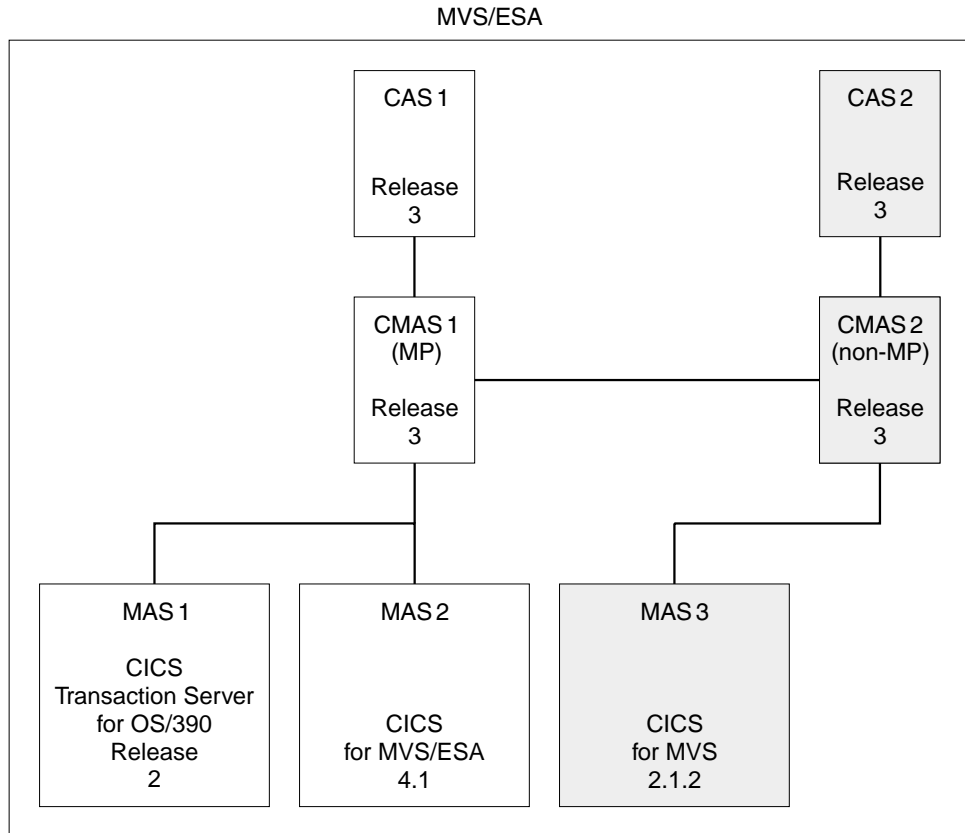 MVS/ESA
CAS 1
Release
3
CAS 2
Release
3
CMAS 1
(MP)
Release
3
CMAS 2
(non-MP)
Release
3
MAS 1
CICS
Transaction Server
for OS/390
Release
2
MAS 2
CICS
for MVS/ESA
4.1
MAS 3
CICS
for MVS
2.1.2